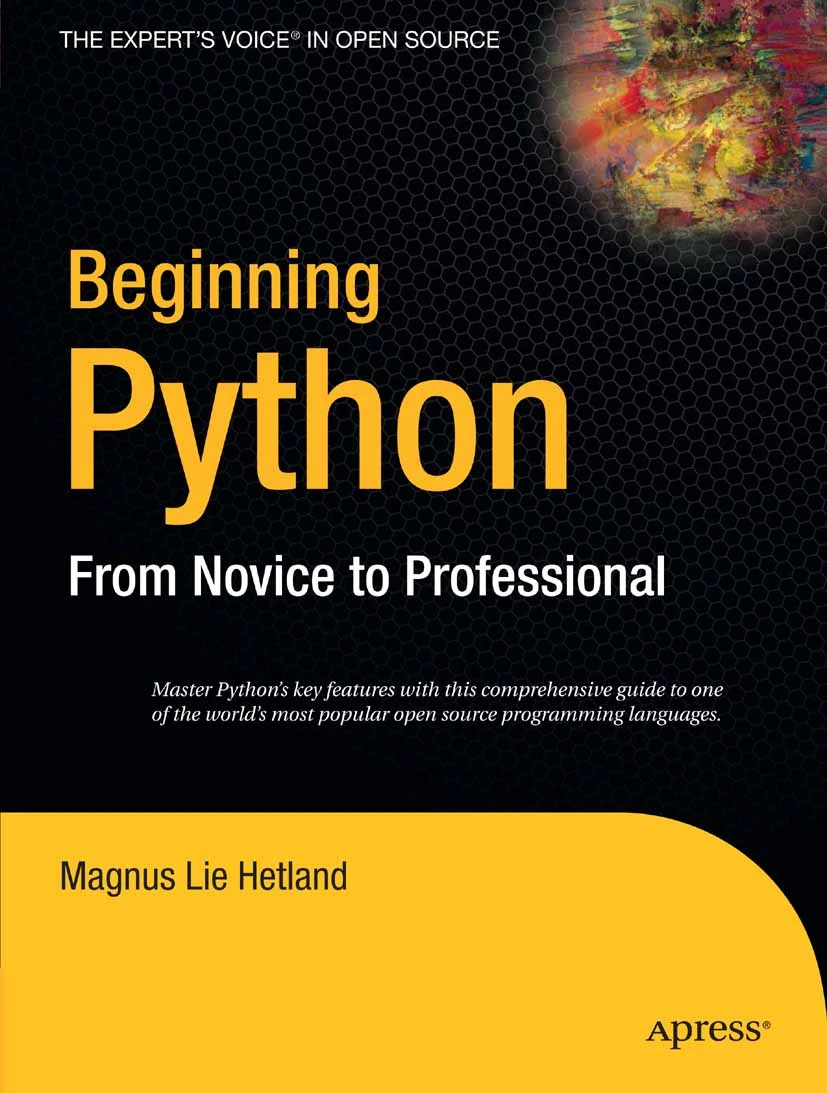 THE EXPERT'S VOICE® IN OPEN SOURCE
Beginning
Python
From Novice to Professional
Master Python's key features with this comprehensive guide to one
of the world's most popular open source programming languages.
Magnus Lie Hetland
Apress®